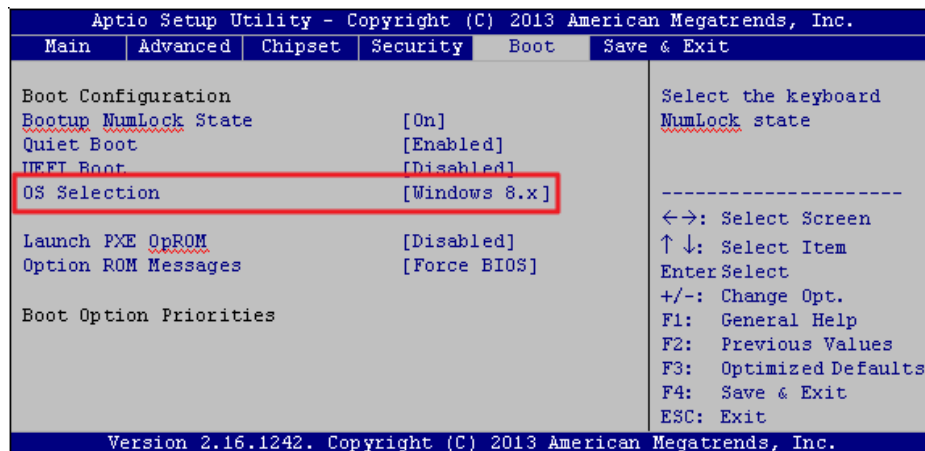 Aptio Setup Utility - Copyright (C) 2013 American Megatrends, Inc.
Main Advanced Chipset Security Boot Save & Exit
Boot Configuration
Bootup NumLock State [On]
Quiet Boot [Enabled]
UEFI Boot [Disabled]
OS Selection [Windows 8.x]
Launch PXE OpROM [Disabled]
Option ROM Messages [Force BIOS]
Boot Option Priorities
Select the keyboard
NumLock state
---------------------
←→: Select Screen
↑ ↓: Select Item
Enter Select
+/-: Change Opt.
F1: General Help
F2: Previous Values
F3: Optimized Defaults
F4: Save & Exit
ESC: Exit
Version 2.16.1242. Copyright (C) 2013 American Megatrends, Inc.